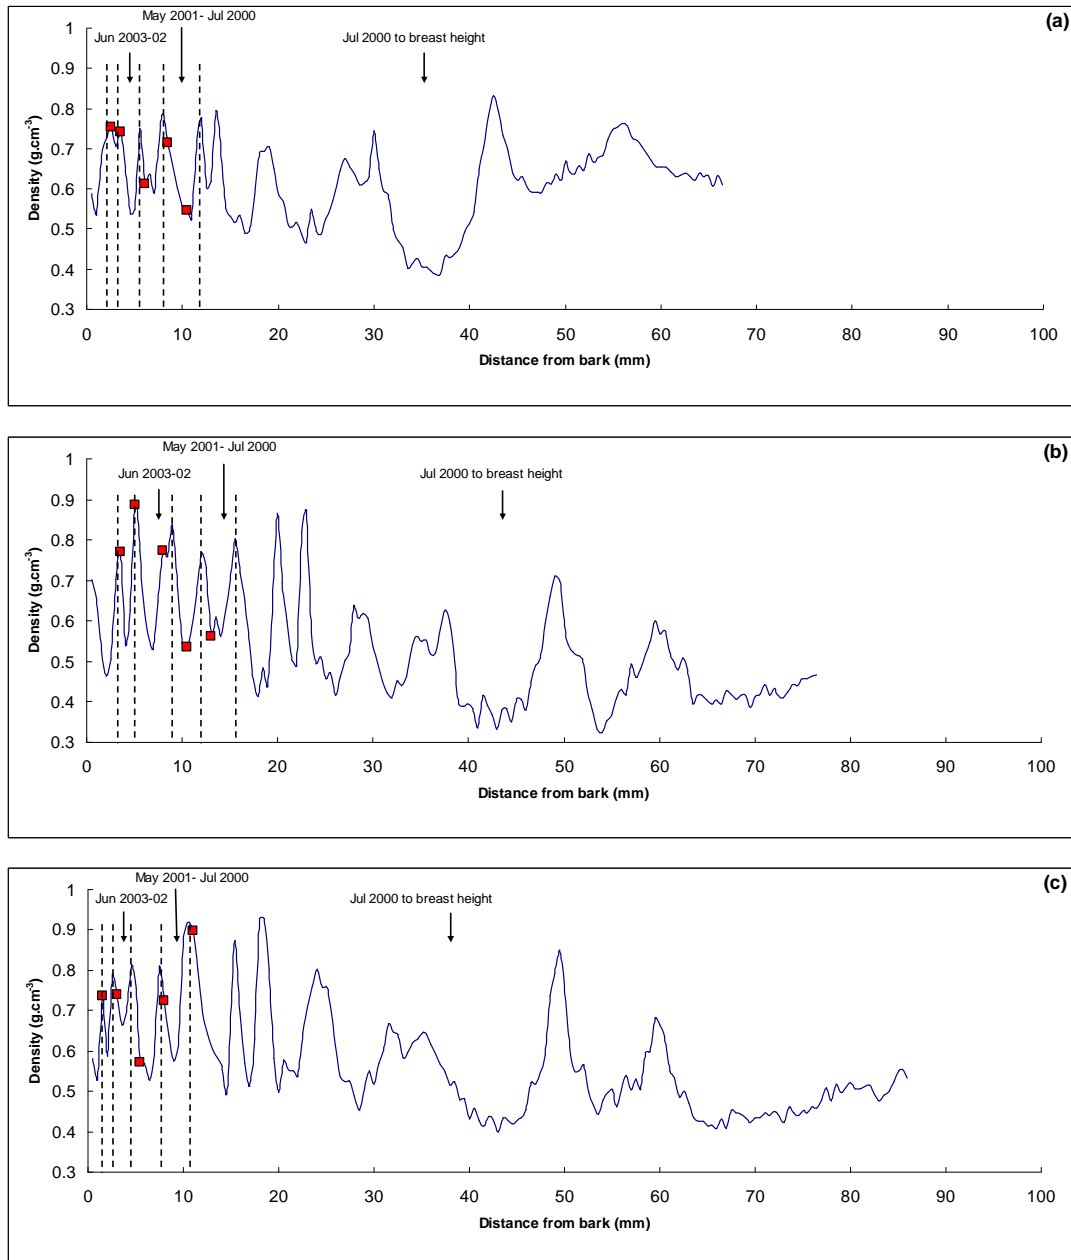 May 2001- Jul 2000
(a)
Jun 2003-02
Jul 2000 to breast height
1
0.9
0.8
0.7
0.6
0.5
0.4
0.3
Density (g.cm-3)
0 10 20 30 40 50 60 70 80 90 100
Distance from bark (mm)
May 2001- Jul 2000
(b)
Jun 2003-02
Jul 2000 to breast height
1
0.9
0.8
0.7
0.6
0.5
0.4
0.3
Density (g.cm-3)
0 10 20 30 40 50 60 70 80 90 100
Distance from bark (mm)
May 2001- Jul 2000
(c)
Jun 2003-02
Jul 2000 to breast height
1
0.9
0.8
0.7
0.6
0.5
0.4
0.3
Density (g.cm-3)
0 10 20 30 40 50 60 70 80 90 100
Distance from bark (mm)